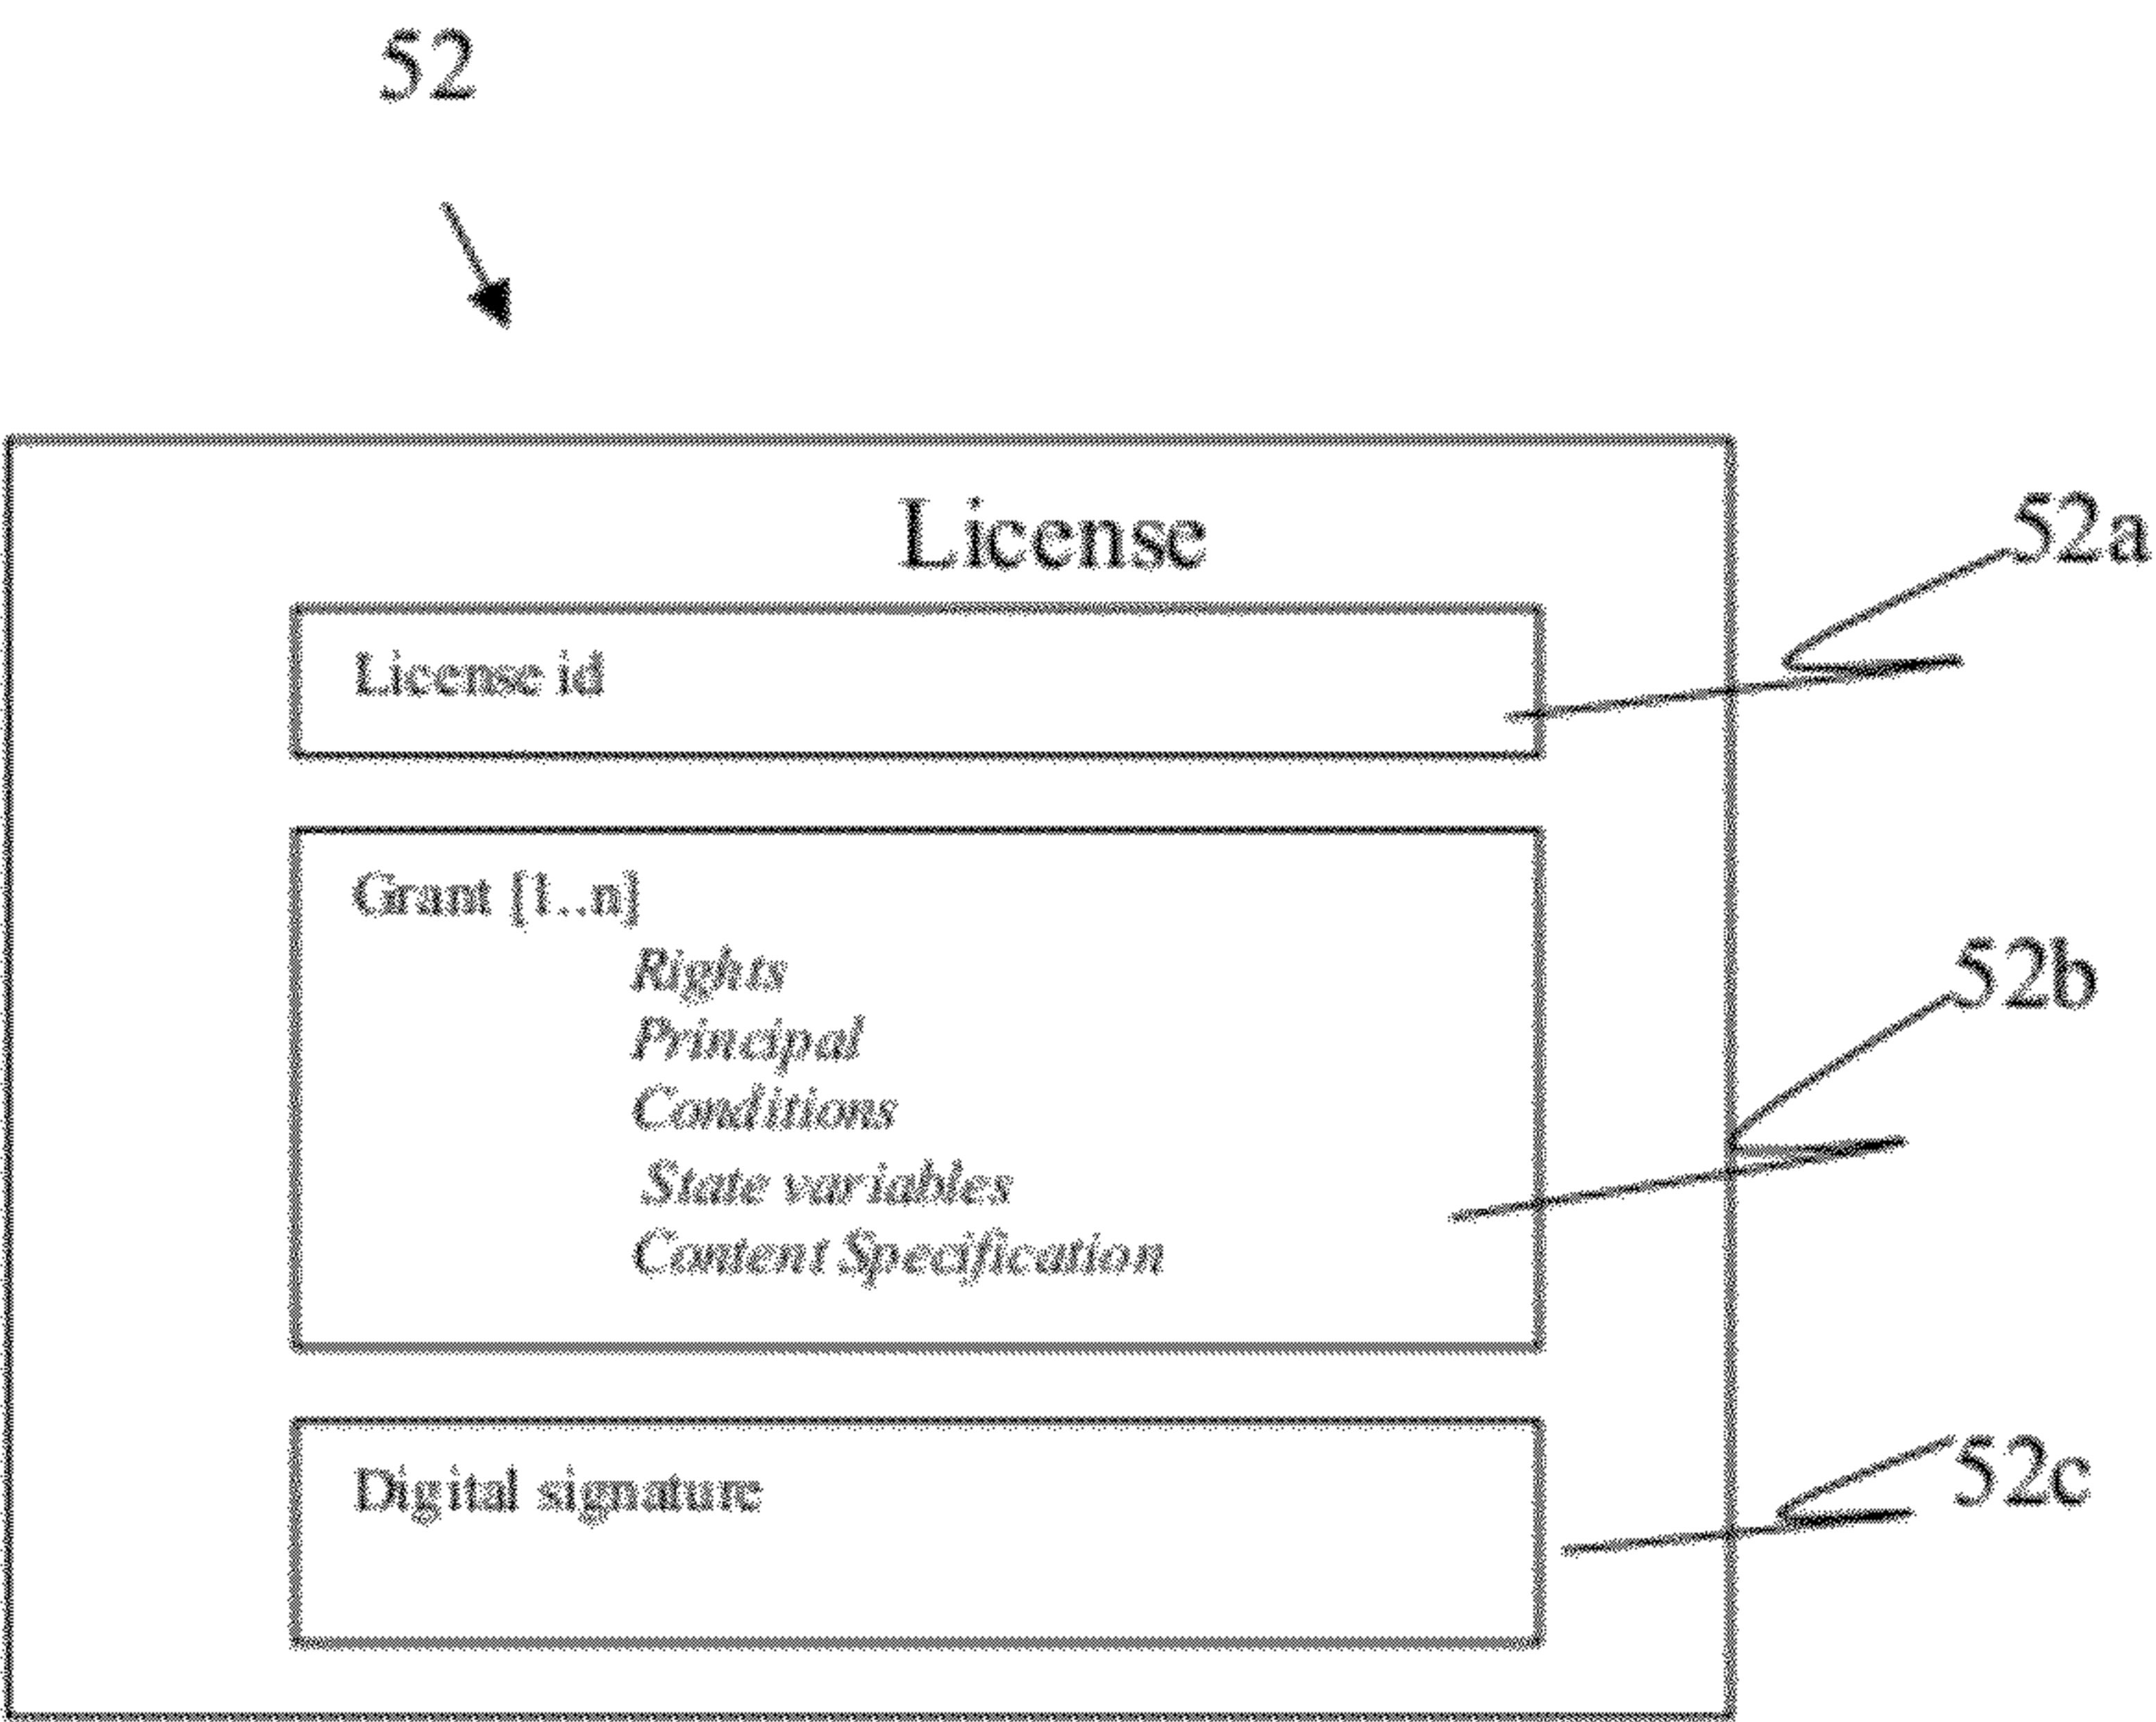 52
License
52a
License id
Grant [1..n]
Rights
52b
Principal
Conditions
State variables
Content Specification
Digital signature
52c